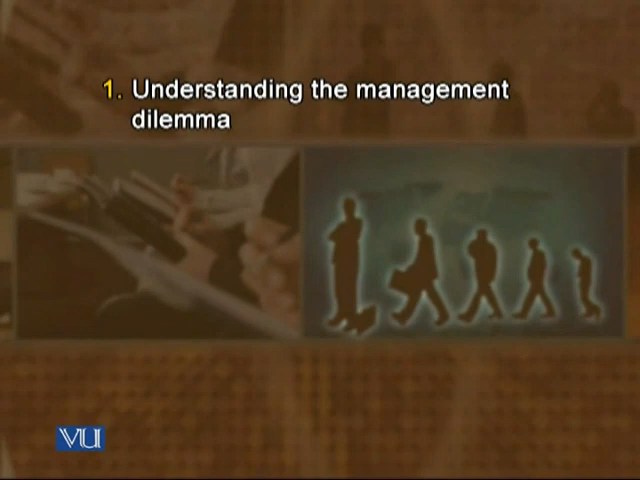 1. Understanding the management
dilemma
VU